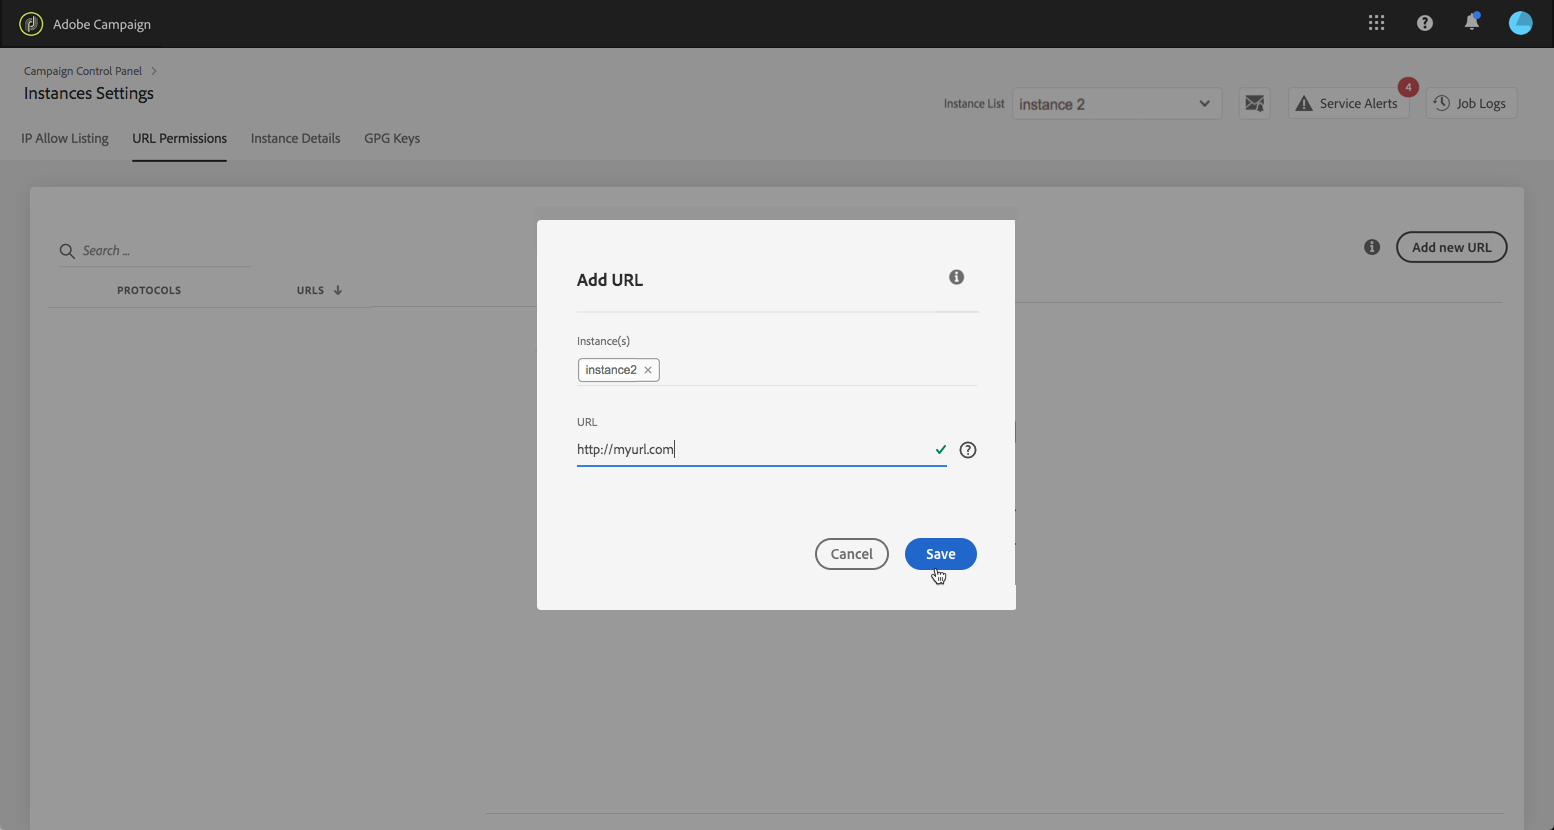 Adobe Campaign
Campaign Control Panel
Instances Settings
Instance List
instance 2
4
Service Alerts
Job Logs
IP Allow Listing
URL Permissions
Instance Details
GPG Keys
Search ...
Add new URL
PROTOCOLS
URLS
Add URL
Instance(s)
instance2
URL
http://myurl.com
Cancel
Save